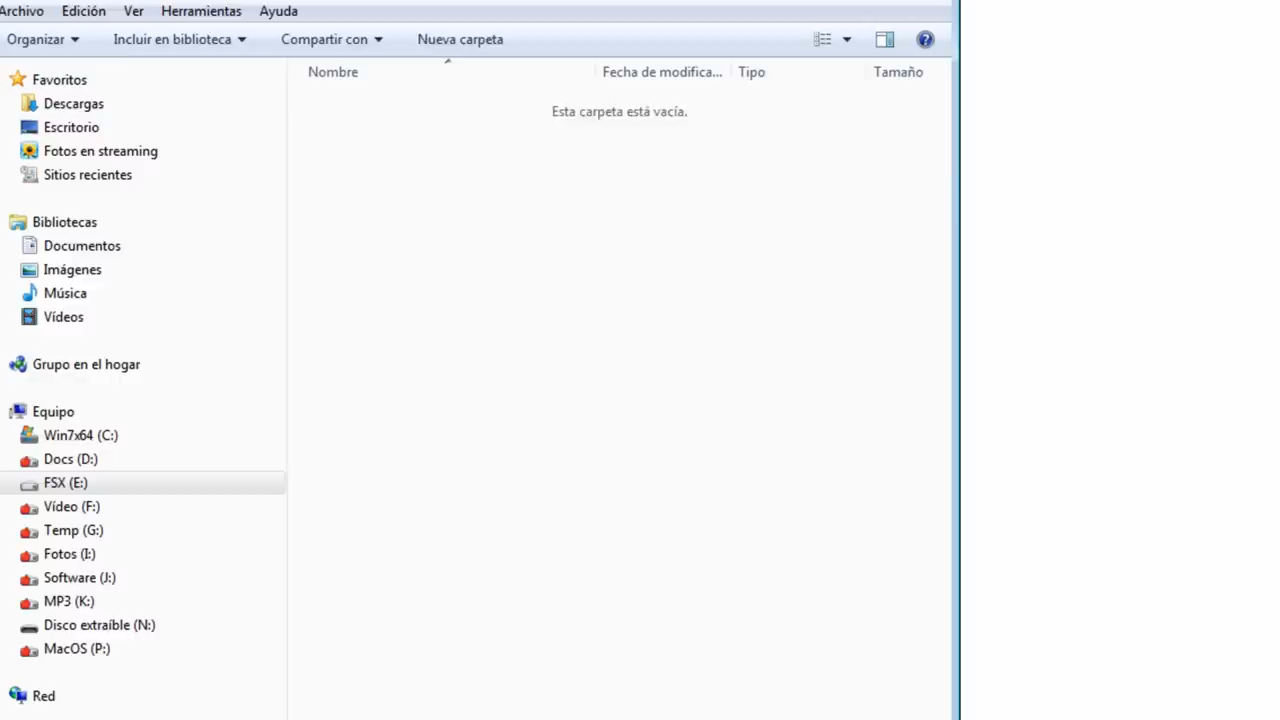 Archivo Edición Ver Herramientas Ayuda
Organizar Incluir en biblioteca Compartir con Nueva carpeta
Nombre Fecha de modifica... Tipo Tamaño
Esta carpeta está vacía.
Favoritos
Descargas
Escritorio
Fotos en streaming
Sitios recientes
Bibliotecas
Documentos
Imágenes
Música
Vídeos
Grupo en el hogar
Equipo
Win7x64 (C:)
Docs (D:)
FSX (E:)
Vídeo (F:)
Temp (G:)
Fotos (I:)
Software (J:)
MP3 (K:)
Disco extraíble (N:)
MacOS (P:)
Red